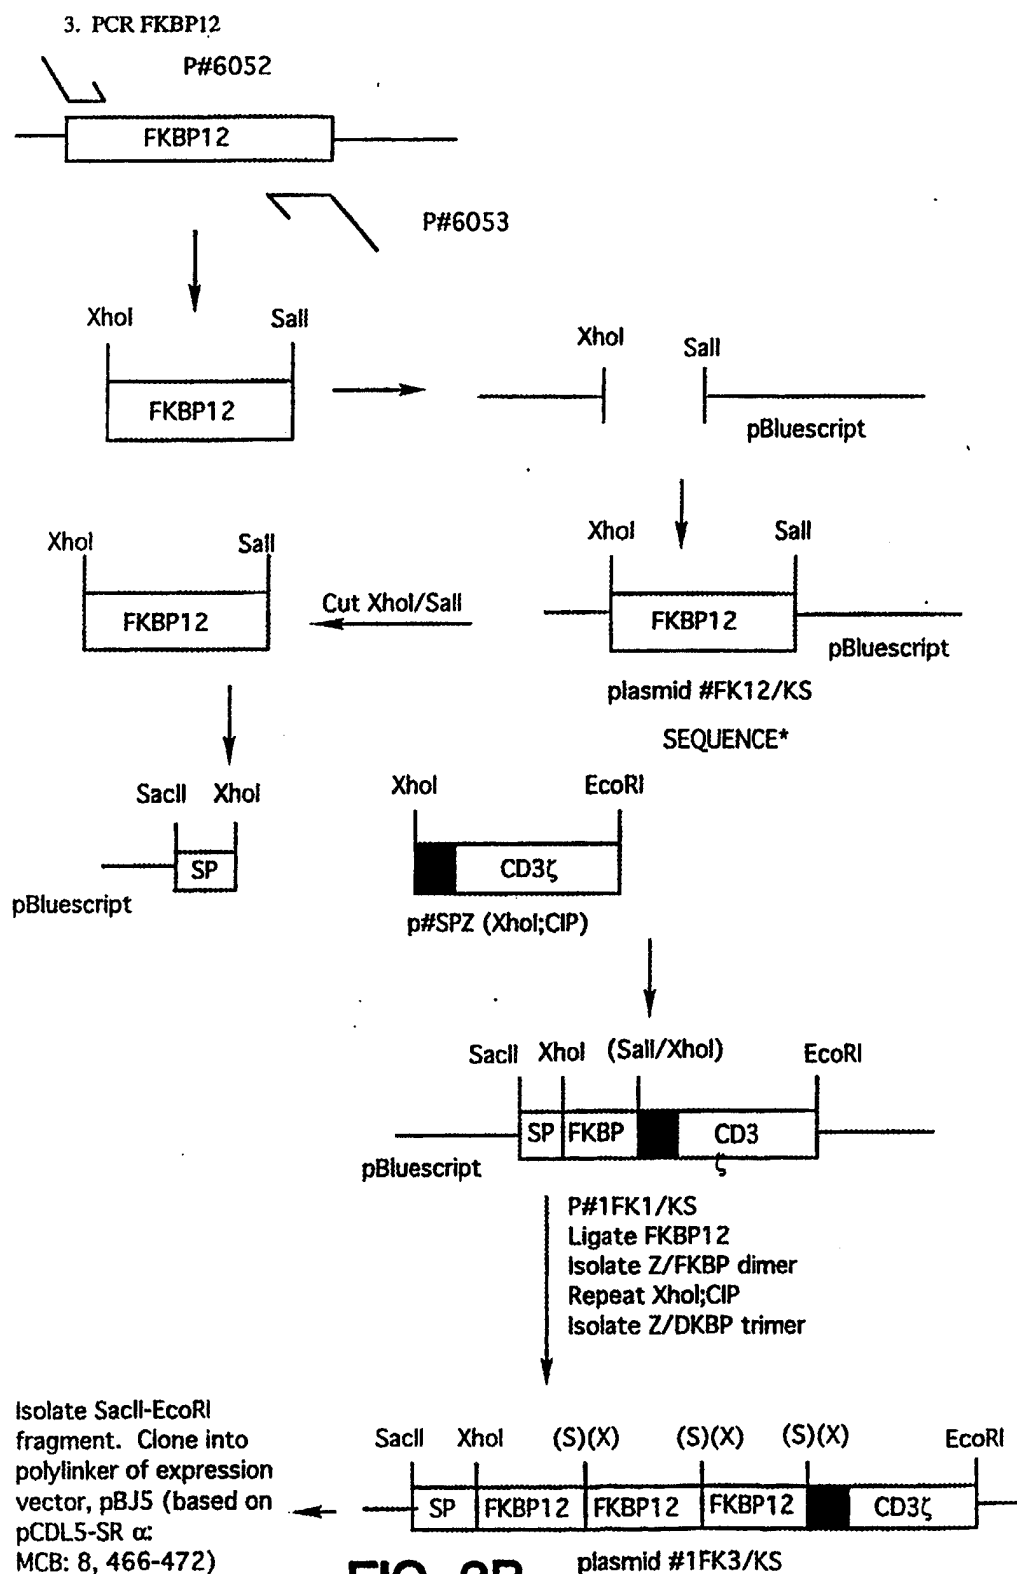 3. PCR FKBP12
P#6052
FKBP12
P#6053
XhoI SalI
FKBP12
XhoI SalI
pBluescript
XhoI SalI
FKBP12
Cut XhoI/SalI
XhoI SalI
FKBP12
pBluescript
plasmid #FK12/KS
SEQUENCE*
SacII XhoI
SP
pBluescript
XhoI EcoRI
CD3ζ
p#SPZ (XhoI;CIP)
SacII XhoI (SalI/XhoI) EcoRI
SP FKBP CD3
ζ
pBluescript
P#1FK1/KS
Ligate FKBP12
Isolate Z/FKBP dimer
Repeat XhoI;CIP
Isolate Z/DKBP trimer
Isolate SacII-EcoRI
fragment. Clone into
polylinker of expression
vector, pBJ5 (based on
pCDL5-SR α:
MCB: 8, 466-472)
SacII XhoI (S)(X) (S)(X) (S)(X) EcoRI
SP FKBP12 FKBP12 FKBP12 CD3ζ
plasmid #1FK3/KS